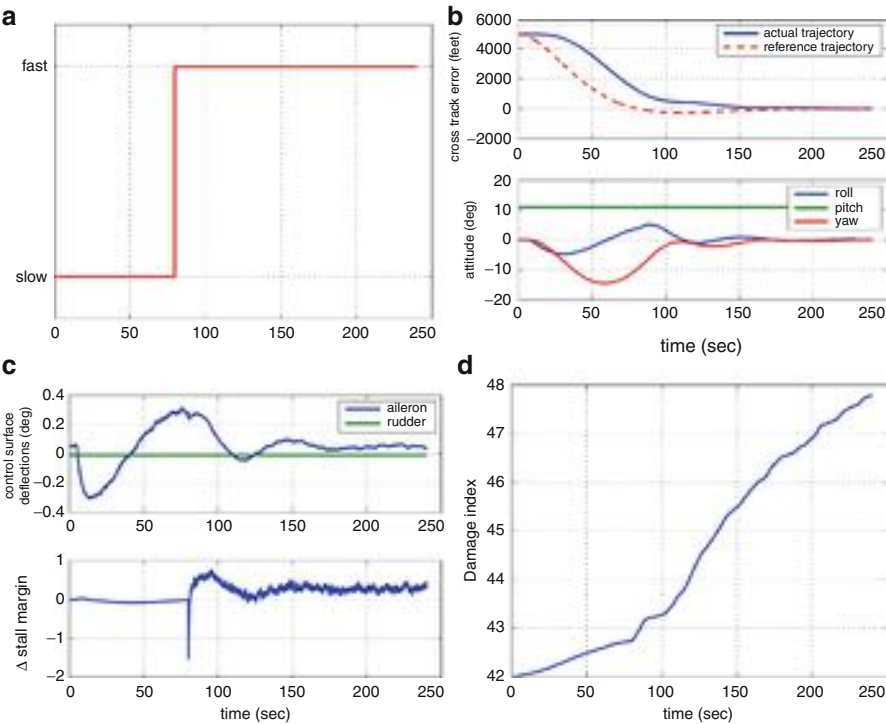 a
fast
slow
0 50 100 150 200 250
b
cross track error (feet)
6000
4000
2000
0
−2000
actual trajectory
reference trajectory
0 50 100 150 200 250
attitude (deg)
20
10
0
−10
−20
roll
pitch
yaw
0 50 100 150 200 250
time (sec)
c
control surface
deflections (deg)
0.4
0.2
0
−0.2
−0.4
aileron
rudder
0 50 100 150 200 250
Δ stall margin
1
0
−1
−2
0 50 100 150 200 250
time (sec)
d
Damage index
48
47
46
45
44
43
42
0 50 100 150 200 250
time (sec)